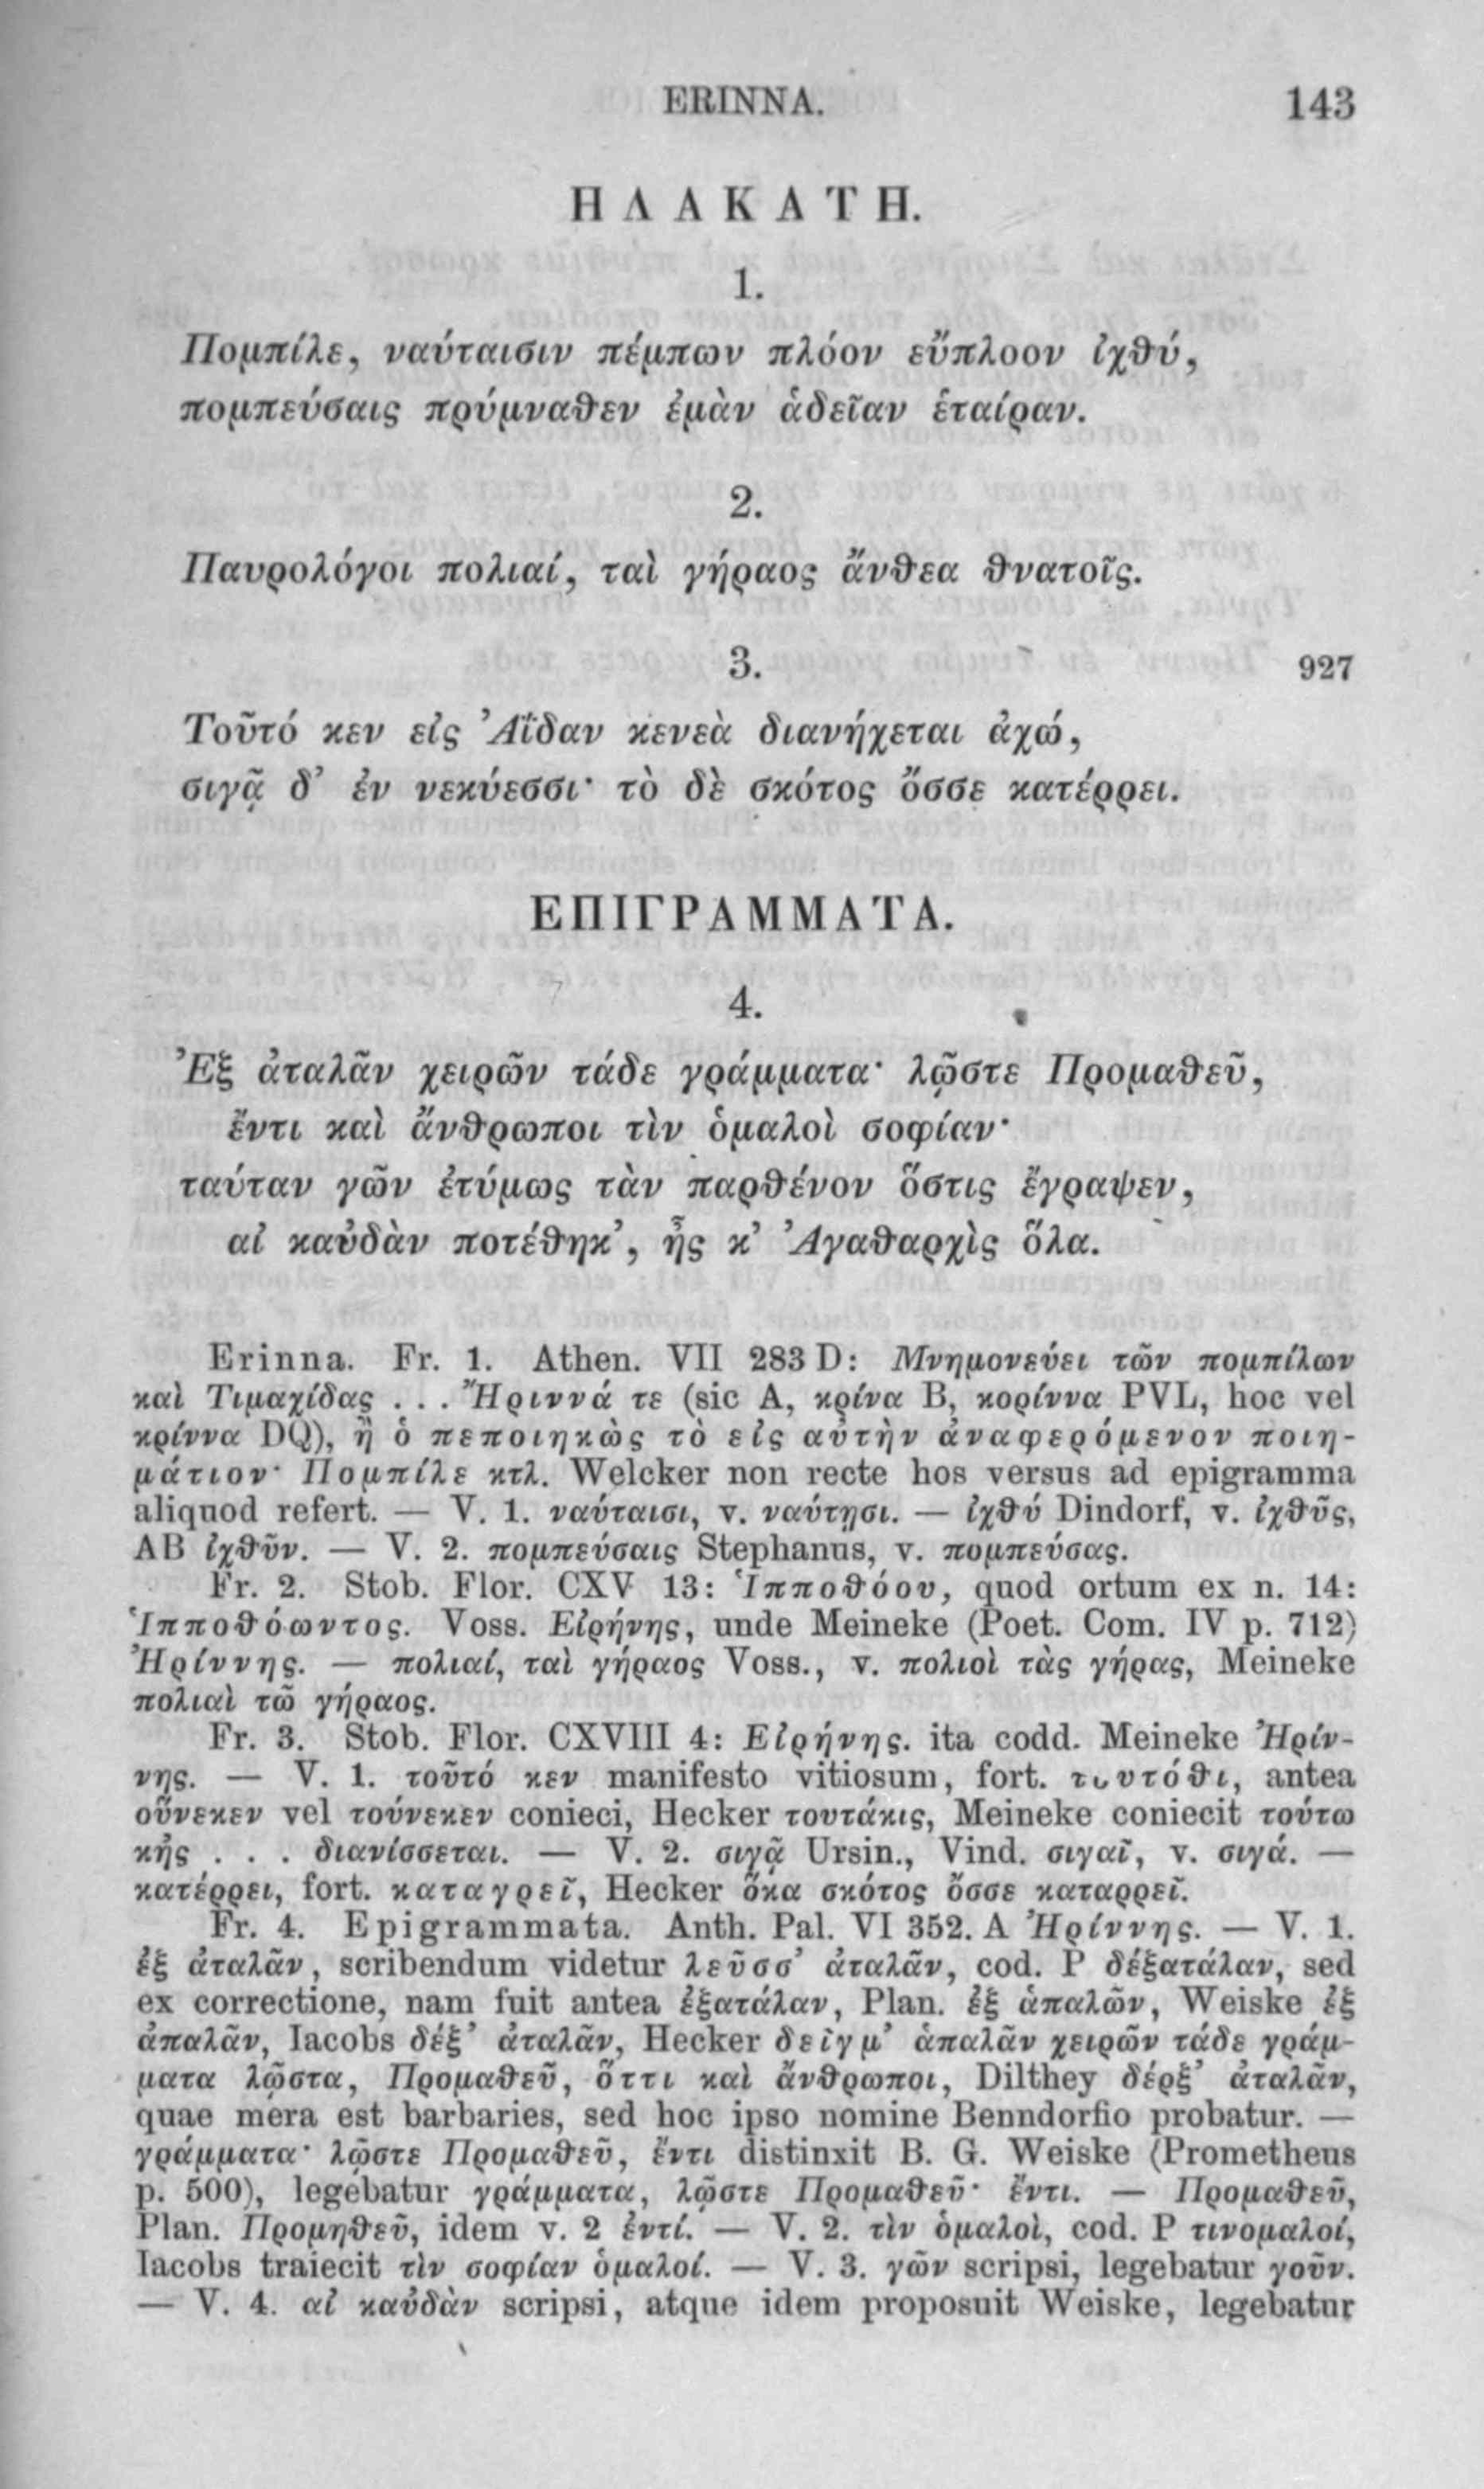 ERINNA. 143
ΗΛΑΚΑΤΗ.
1.
Πομπίλε, ναύταισιν πέμπων πλόον εὔπλοον ἰχθύ,
πομπεύσαις πρύμναθεν ἐμὰν ἁδεῖαν ἑταίραν.
2.
Παυρολόγοι πολιαί, ταὶ γήραος ἄνθεα θνατοῖς.
3. 927
Τοῦτό κεν εἰς Ἀΐδαν κενεὰ διανήχεται ἀχώ,
σιγᾷ δ’ ἐν νεκύεσσι· τὸ δὲ σκότος ὄσσε κατέρρει.
ΕΠΙΓΡΑΜΜΑΤΑ.
4.
Ἐξ ἀταλᾶν χειρῶν τάδε γράμματα· λῷστε Προμαθεῦ,
ἔντι καὶ ἄνθρωποι τὶν ὁμαλοὶ σοφίαν·
ταύταν γῶν ἐτύμως τὰν παρθένον ὅστις ἔγραψεν,
αἰ καὐδὰν ποτέθηκ’, ἦς κ’ Ἀγαθαρχὶς ὅλα.
Erinna. Fr. 1. Athen. VII 283 D: Μνημονεύει τῶν πομπίλων
καὶ Τιμαχίδας . . . Ἤριννά τε (sic A, κρίνα B, κορίννα PVL, hoc vel
κρίννα DQ), ἢ ὁ πεποιηκὼς τὸ εἰς αὐτὴν ἀναφερόμενον ποιη-
μάτιον· Πομπίλε κτλ. Welcker non recte hos versus ad epigramma
aliquod refert. — V. 1. ναύταισι, v. ναύτῃσι. — ἰχθύ Dindorf, v. ἰχθῦς,
AB ἰχθῦν. — V. 2. πομπεύσαις Stephanus, v. πομπεύσας.
Fr. 2. Stob. Flor. CXV 13: Ἱπποθόου, quod ortum ex n. 14:
Ἱπποθόωντος. Voss. Εἰρήνης, unde Meineke (Poet. Com. IV p. 712)
Ἠρίννης. — πολιαί, ταὶ γήραος Voss., v. πολιοὶ τὰς γήρας, Meineke
πολιαὶ τῶ γήραος.
Fr. 3. Stob. Flor. CXVIII 4: Εἰρήνης. ita codd. Meineke Ἠρίν-
νης. — V. 1. τοῦτό κεν manifesto vitiosum, fort. τουτόθι, antea
οὕνεκεν vel τούνεκεν conieci, Hecker τουτάκις, Meineke coniecit τούτω
κῆς . . . διανίσσεται. — V. 2. σιγᾷ Ursin., Vind. σιγαῖ, v. σιγά. —
κατέρρει, fort. καταγρεῖ, Hecker ὅκα σκότος ὄσσε καταρρεῖ.
Fr. 4. Epigrammata. Anth. Pal. VI 352. A Ἠρίννης. — V. 1.
ἐξ ἀταλᾶν, scribendum videtur λεῦσσ’ ἀταλᾶν, cod. P δέξατάλαν, sed
ex correctione, nam fuit antea ἐξατάλαν, Plan. ἐξ ἁπαλῶν, Weiske ἐξ
ἁπαλᾶν, Iacobs δέξ’ ἀταλᾶν, Hecker δεῖγμ’ ἁπαλᾶν χειρῶν τάδε γράμ-
ματα λῷστα, Προμαθεῦ, ὅττι καὶ ἄνθρωποι, Dilthey δέρξ’ ἀταλᾶν,
quae mera est barbaries, sed hoc ipso nomine Benndorfio probatur. —
γράμματα· λῷστε Προμαθεῦ, ἔντι distinxit B. G. Weiske (Prometheus
p. 500), legebatur γράμματα, λῷστε Προμαθεῦ· ἔντι. — Προμαθεῦ,
Plan. Προμηθεῦ, idem v. 2 ἐντί. — V. 2. τὶν ὁμαλοὶ, cod. P τινομαλοί,
Iacobs traiecit τὶν σοφίαν ὁμαλοί. — V. 3. γῶν scripsi, legebatur γοῦν.
— V. 4. αἰ καὐδὰν scripsi, atque idem proposuit Weiske, legebatur